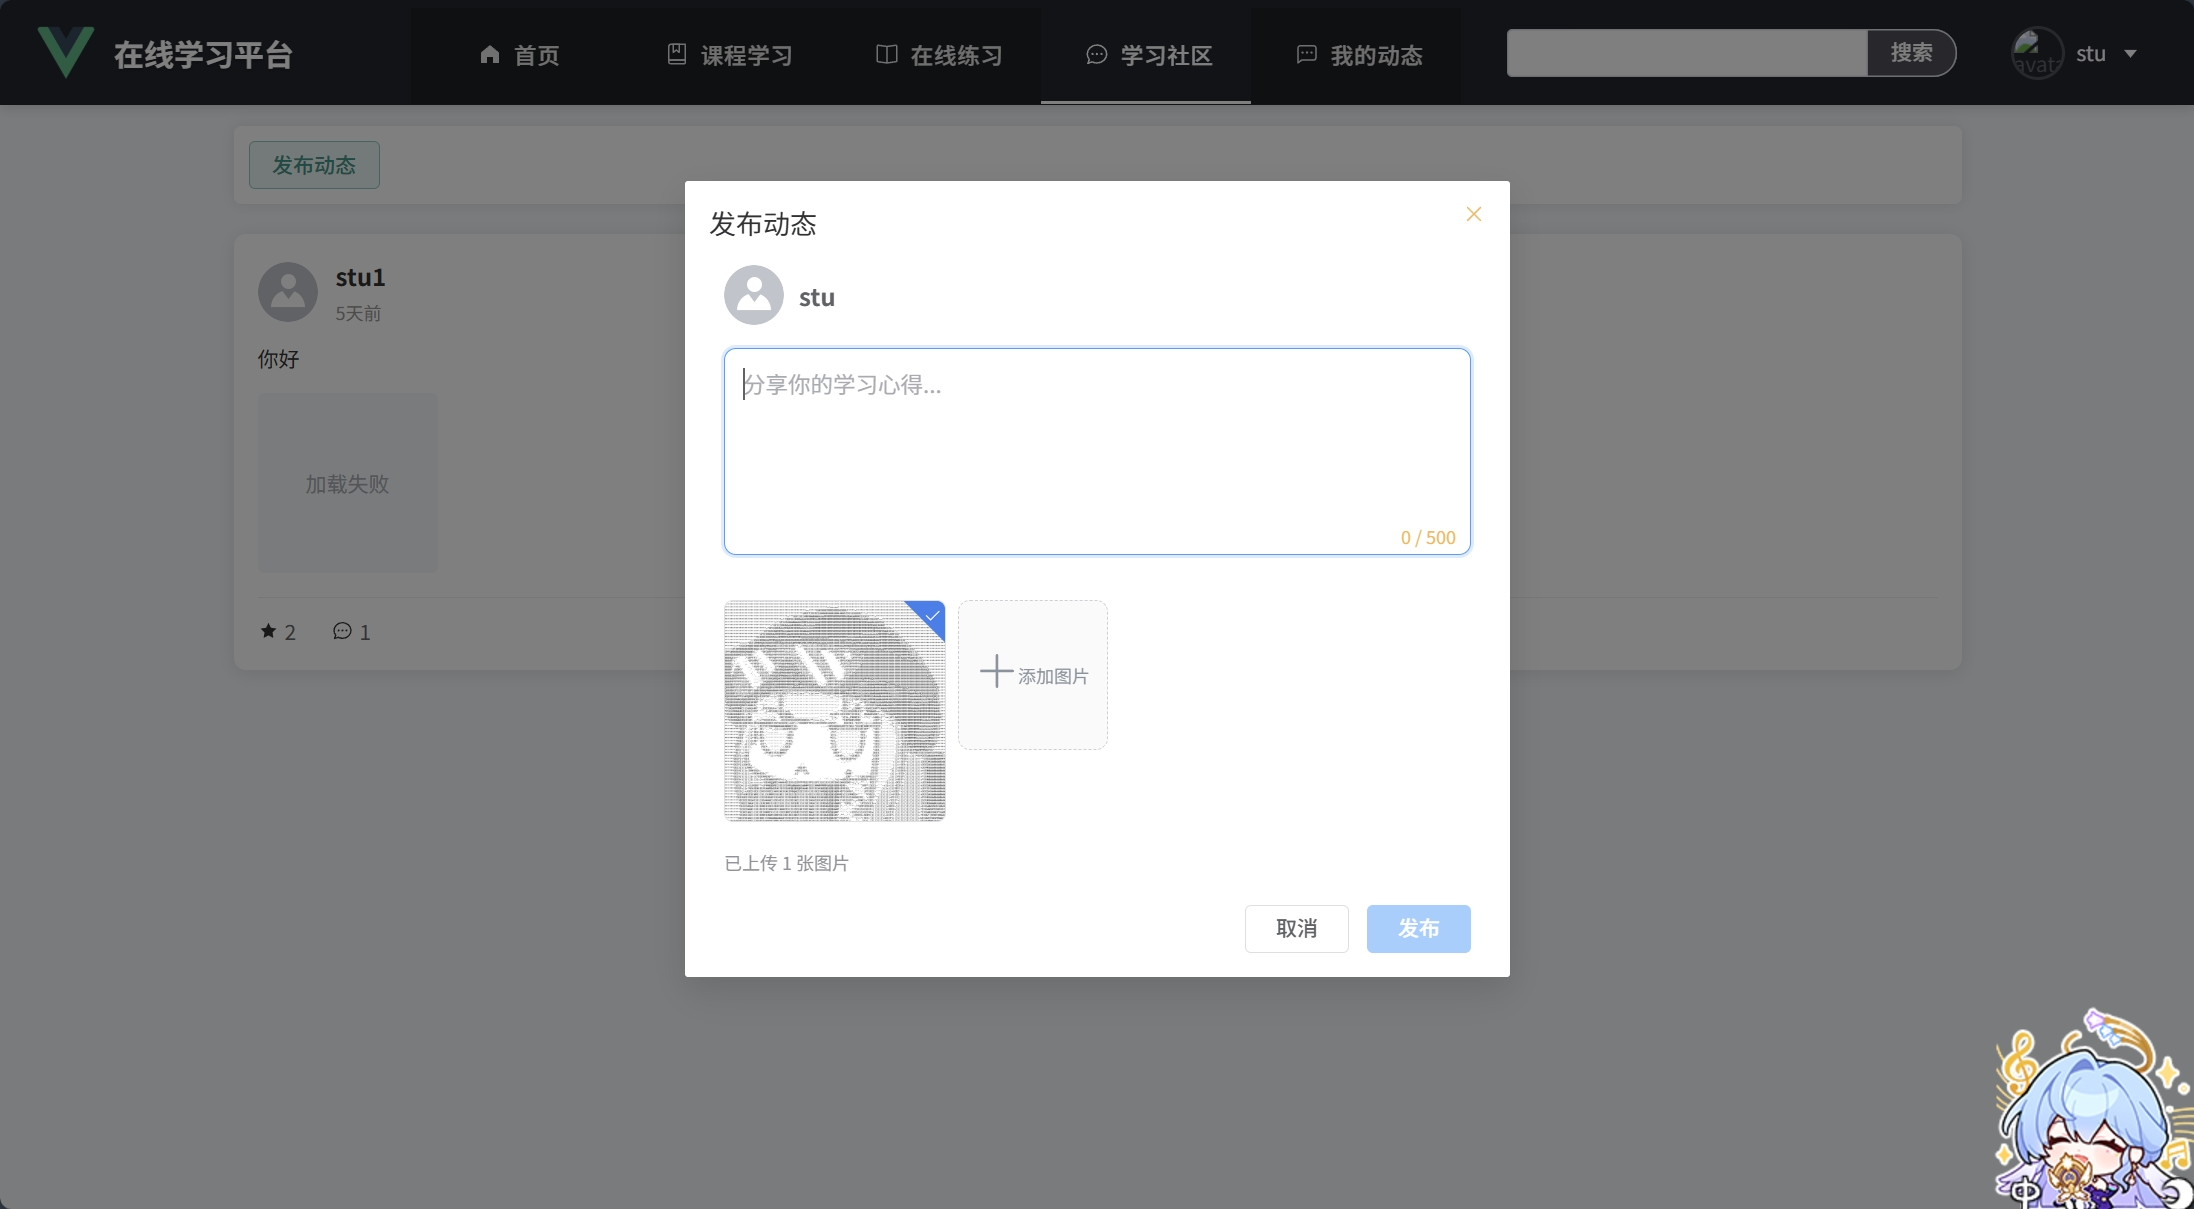 在线学习平台
首页
课程学习
在线练习
学习社区
我的动态
搜索
avat
stu
发布动态
stu1
5天前
你好
加载失败
2
1
发布动态
stu
分享你的学习心得...
0 / 500
添加图片
已上传 1 张图片
取消
发布
中